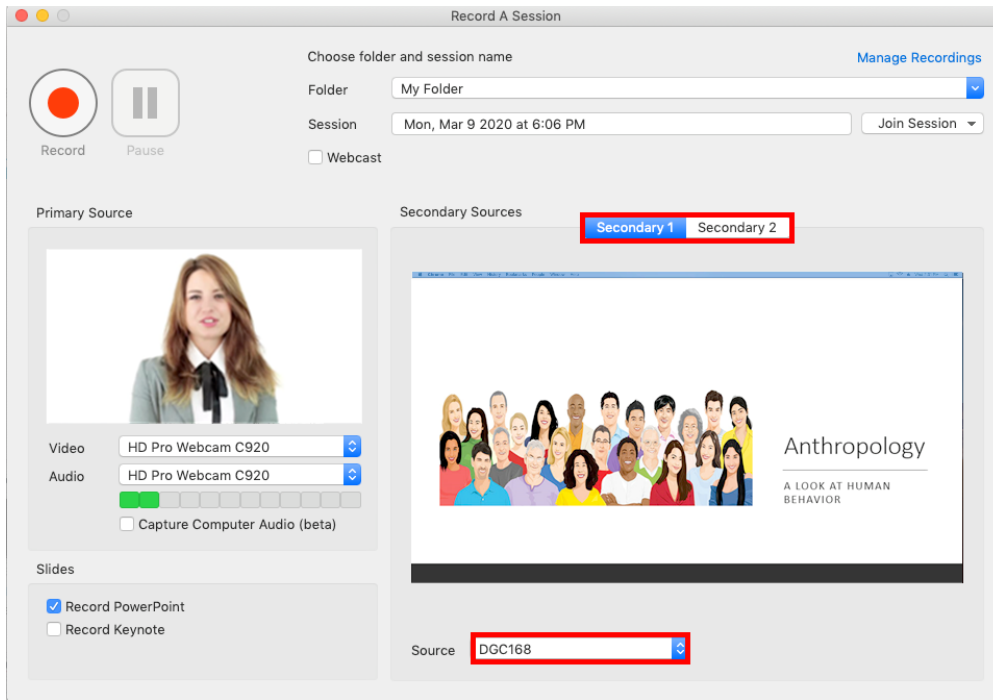 Record A Session
Choose folder and session name
Manage Recordings
Folder
My Folder
Session
Mon, Mar 9 2020 at 6:06 PM
Join Session
Record
Pause
Webcast
Primary Source
Secondary Sources
Secondary 1
Secondary 2
Anthropology
A LOOK AT HUMAN
BEHAVIOR
Video
HD Pro Webcam C920
Audio
HD Pro Webcam C920
Capture Computer Audio (beta)
Slides
Record PowerPoint
Record Keynote
Source
DGC168